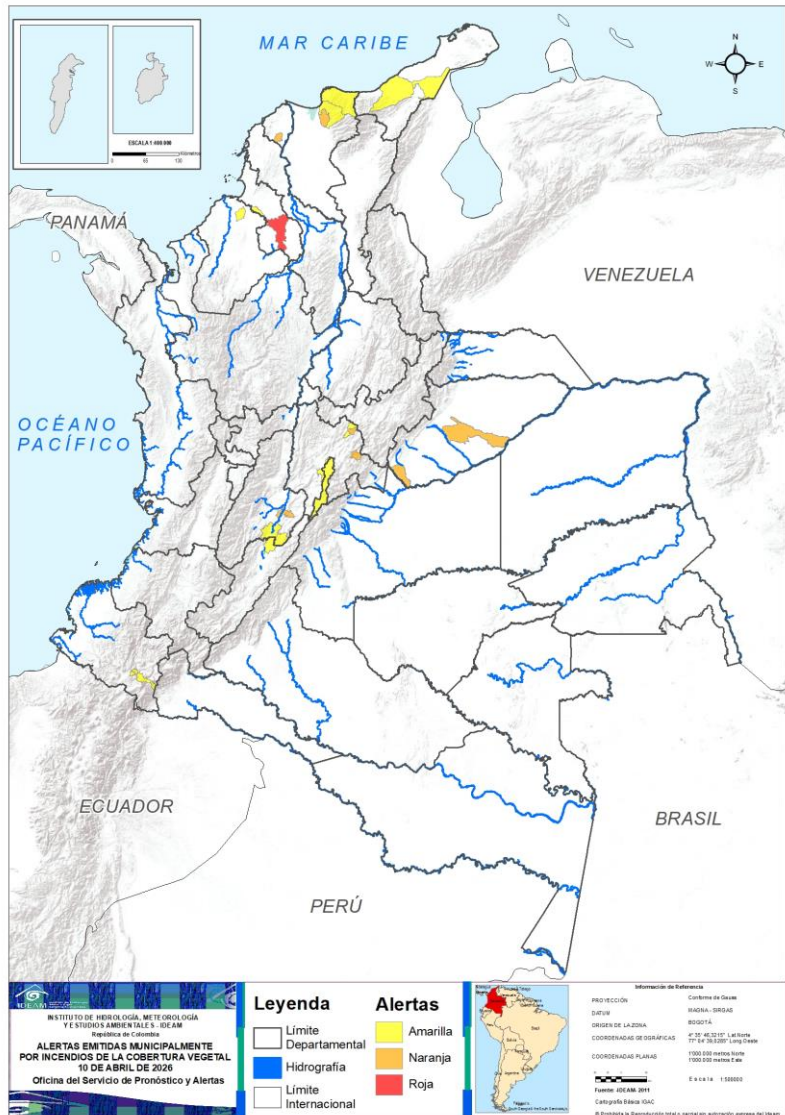 MAR CARIBE
N
W
E
S
ESCALA 1:400.000
0
65
130
PANAMÁ
VENEZUELA
OCÉANO
PACÍFICO
ECUADOR
BRASIL
PERÚ
IDEAM
INSTITUTO DE HIDROLOGÍA, METEOROLOGÍA
Y ESTUDIOS AMBIENTALES - IDEAM
República de Colombia
ALERTAS EMITIDAS MUNICIPALMENTE
POR INCENDIOS DE LA COBERTURA VEGETAL
10 DE ABRIL DE 2026
Oficina del Servicio de Pronóstico y Alertas
Leyenda
Límite
Departamental
Hidrografía
Límite
Internacional
Alertas
Amarilla
Naranja
Roja
Información de Referencia
PROYECCIÓN
Conforme de Gauss
DATUM
MAGNA - SIRGAS
ORIGEN DE LA ZONA
BOGOTÁ
COORDENADAS GEOGRÁFICAS
COORDENADAS PLANAS
1'000.000 metros Norte
1'000.000 metros Este
Escala 1:500000
Fuente: IDEAM. 2011
Cartografía Básica IGAC